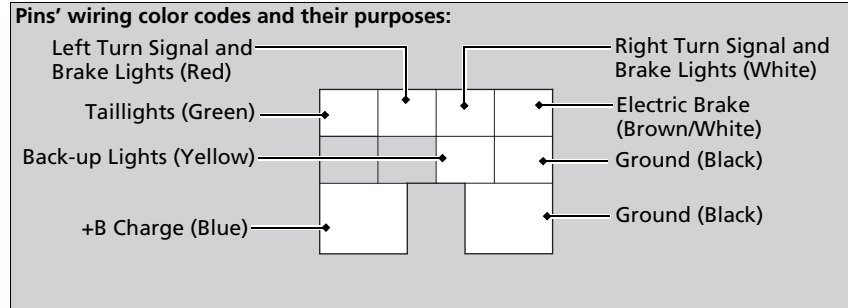 Pins' wiring color codes and their purposes:
Left Turn Signal and
Brake Lights (Red)
Right Turn Signal and
Brake Lights (White)
Taillights (Green)
Electric Brake
(Brown/White)
Back-up Lights (Yellow)
Ground (Black)
+B Charge (Blue)
Ground (Black)